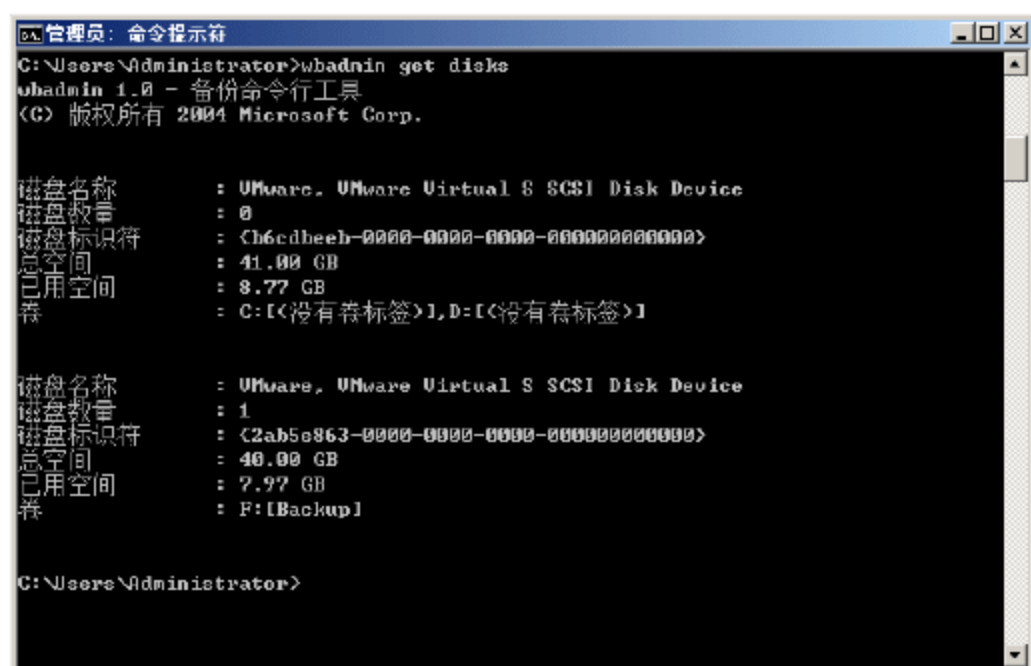 管理员: 命令提示符
C:\Users\Administrator>wbadmin get disks
wbadmin 1.0 - 备份命令行工具
(C) 版权所有 2004 Microsoft Corp.
磁盘名称 : VMware, VMware Virtual S SCSI Disk Device
磁盘数量 : 0
磁盘标识符 : {b6cdbeeb-0000-0000-0000-000000000000}
总空间 : 41.00 GB
已用空间 : 8.77 GB
卷 : C:[(没有卷标签)],D:[(没有卷标签)]
磁盘名称 : VMware, VMware Virtual S SCSI Disk Device
磁盘数量 : 1
磁盘标识符 : {2ab5e863-0000-0000-0000-000000000000}
总空间 : 40.00 GB
已用空间 : 7.97 GB
卷 : F:[Backup]
C:\Users\Administrator>